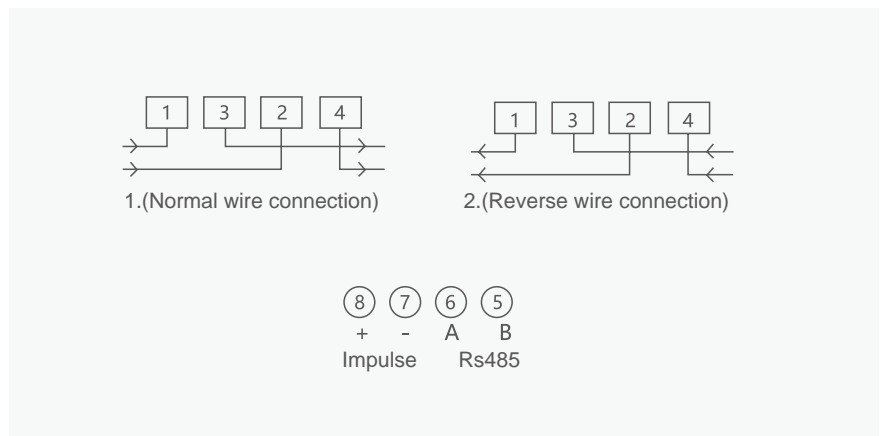 1 3 2 4
1 3 2 4
1.(Normal wire connection)
2.(Reverse wire connection)
8 7 6 5
+ - A B
Impulse Rs485